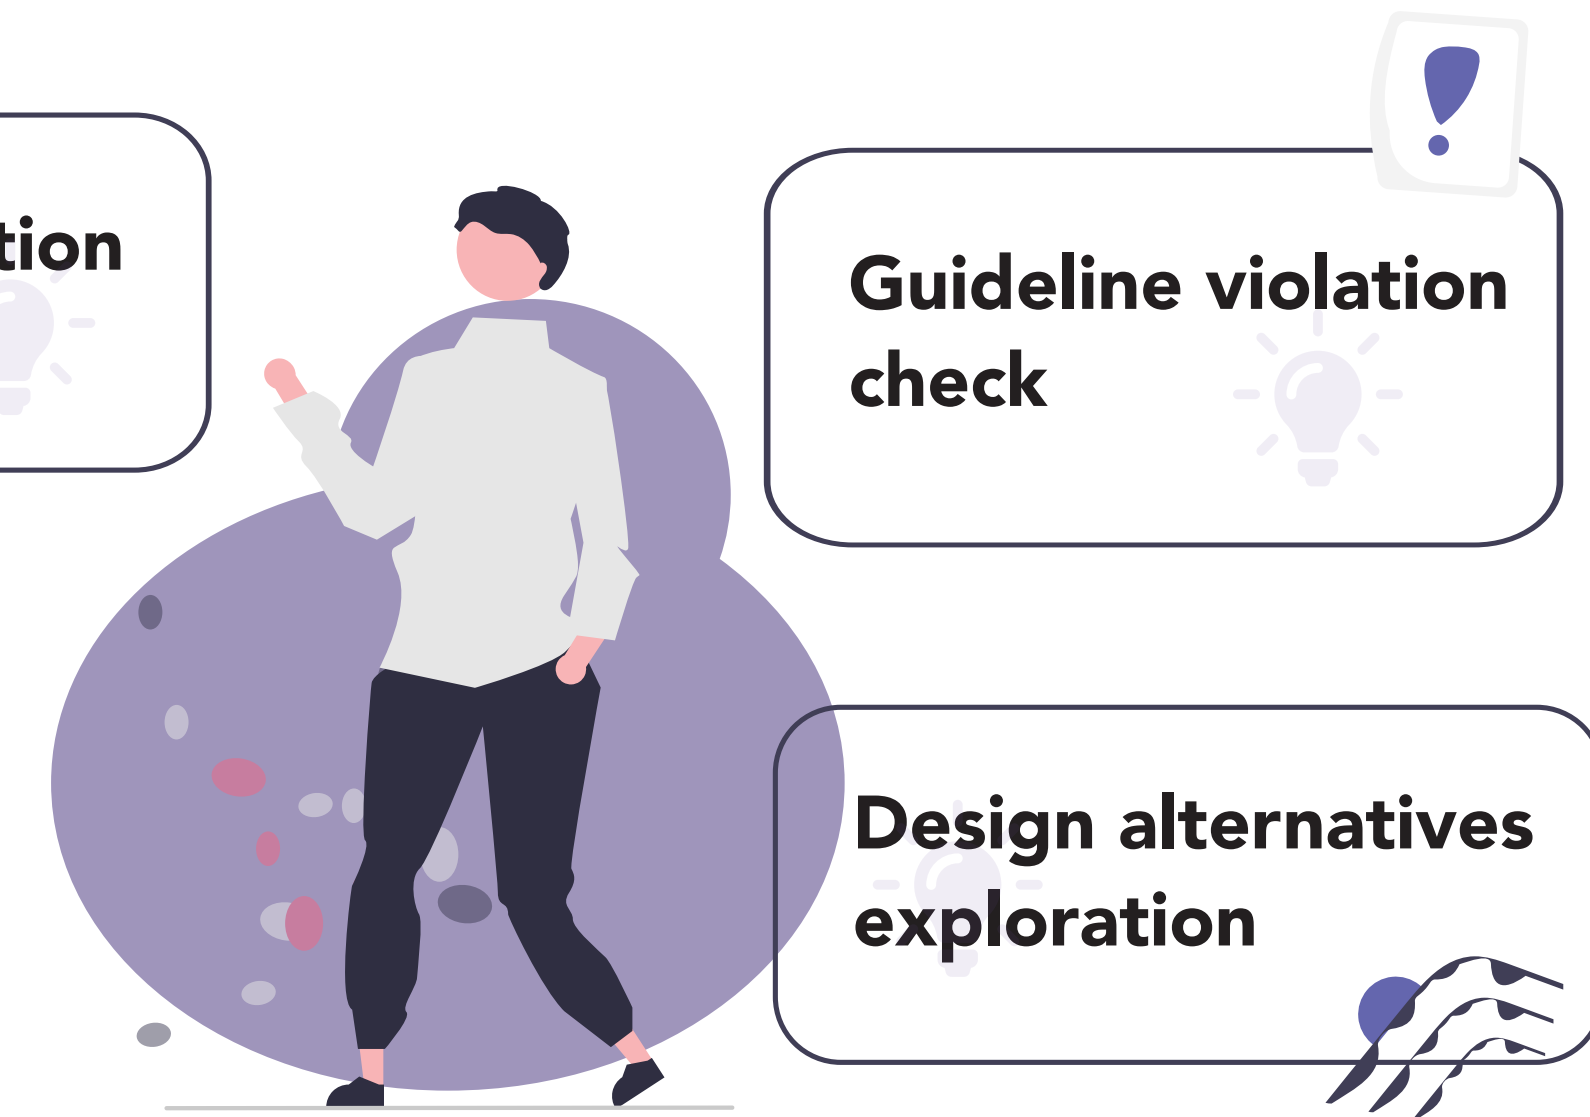 tion
Guideline violation
check
Design alternatives
exploration